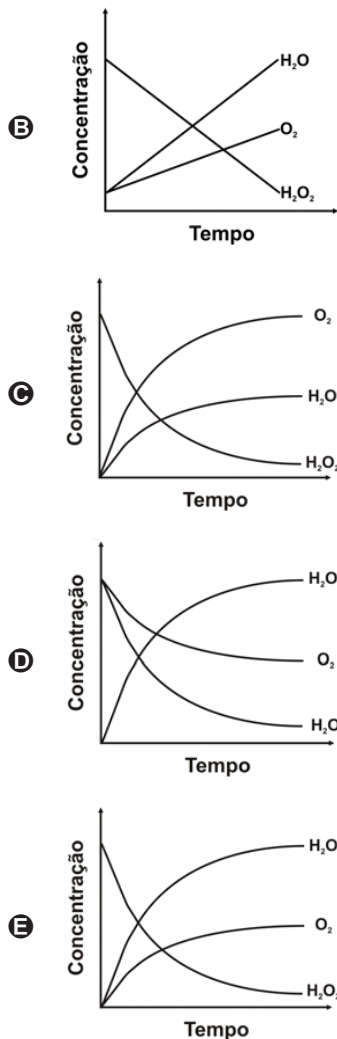 B
Concentração
H₂O
O₂
H₂O₂
Tempo
C
Concentração
O₂
H₂O
H₂O₂
Tempo
D
Concentração
H₂O
O₂
H₂O
Tempo
E
Concentração
H₂O
O₂
H₂O₂
Tempo